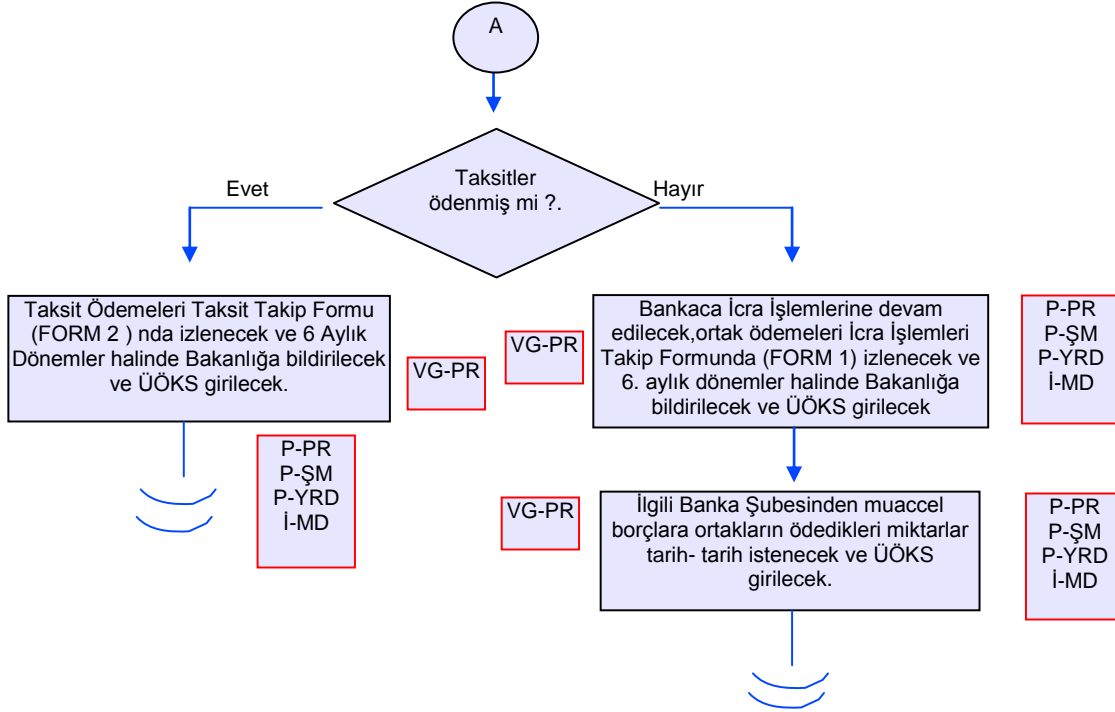 A
Taksitler
ödenmiş mi ?.
Evet
Hayır
Taksit Ödemeleri Taksit Takip Formu
(FORM 2 ) nda izlenecek ve 6 Aylık
Dönemler halinde Bakanlığa bildirilecek
ve ÜÖKS girilecek.
VG-PR
P-PR
P-ŞM
P-YRD
İ-MD
VG-PR
Bankaca İcra İşlemlerine devam
edilecek,ortak ödemeleri İcra İşlemleri
Takip Formunda (FORM 1) izlenecek ve
6. aylık dönemler halinde Bakanlığa
bildirilecek ve ÜÖKS girilecek
P-PR
P-ŞM
P-YRD
İ-MD
VG-PR
İlgili Banka Şubesinden muaccel
borçlara ortakların ödedikleri miktarlar
tarih- tarih istenecek ve ÜÖKS
girilecek.
P-PR
P-ŞM
P-YRD
İ-MD